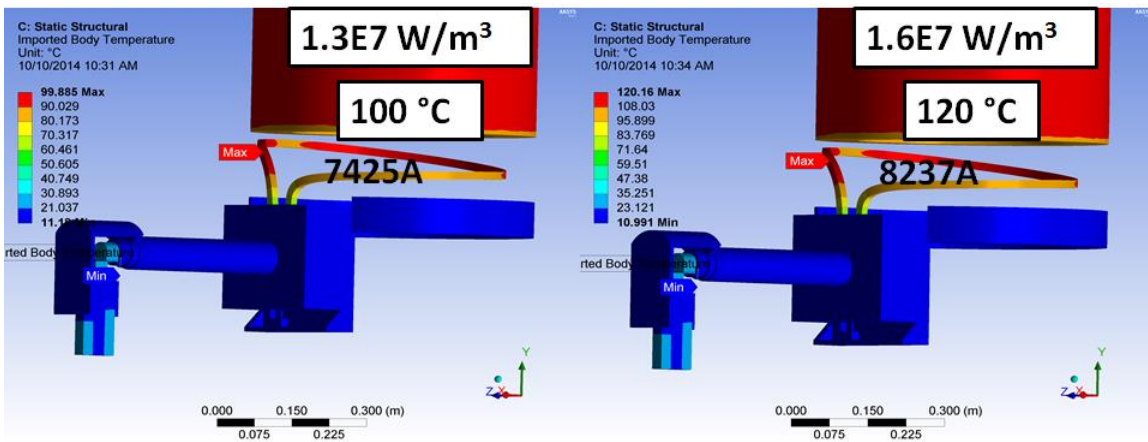 C: Static Structural
Imported Body Temperature
Unit: °C
10/10/2014 10:31 AM
99.885 Max
90.029
80.173
70.317
60.461
50.605
40.749
30.893
21.037
1.3E7 W/m³
100 °C
Max
7425A
rted Body Temperature
Min
Y
Z
X
0.000 0.150 0.300 (m)
0.075 0.225
ANSYS
C: Static Structural
Imported Body Temperature
Unit: °C
10/10/2014 10:34 AM
120.16 Max
108.03
95.899
83.769
71.64
59.51
47.38
35.251
23.121
10.991 Min
1.6E7 W/m³
120 °C
Max
8237A
Min
Y
Z
X
0.000 0.150 0.300 (m)
0.075 0.225